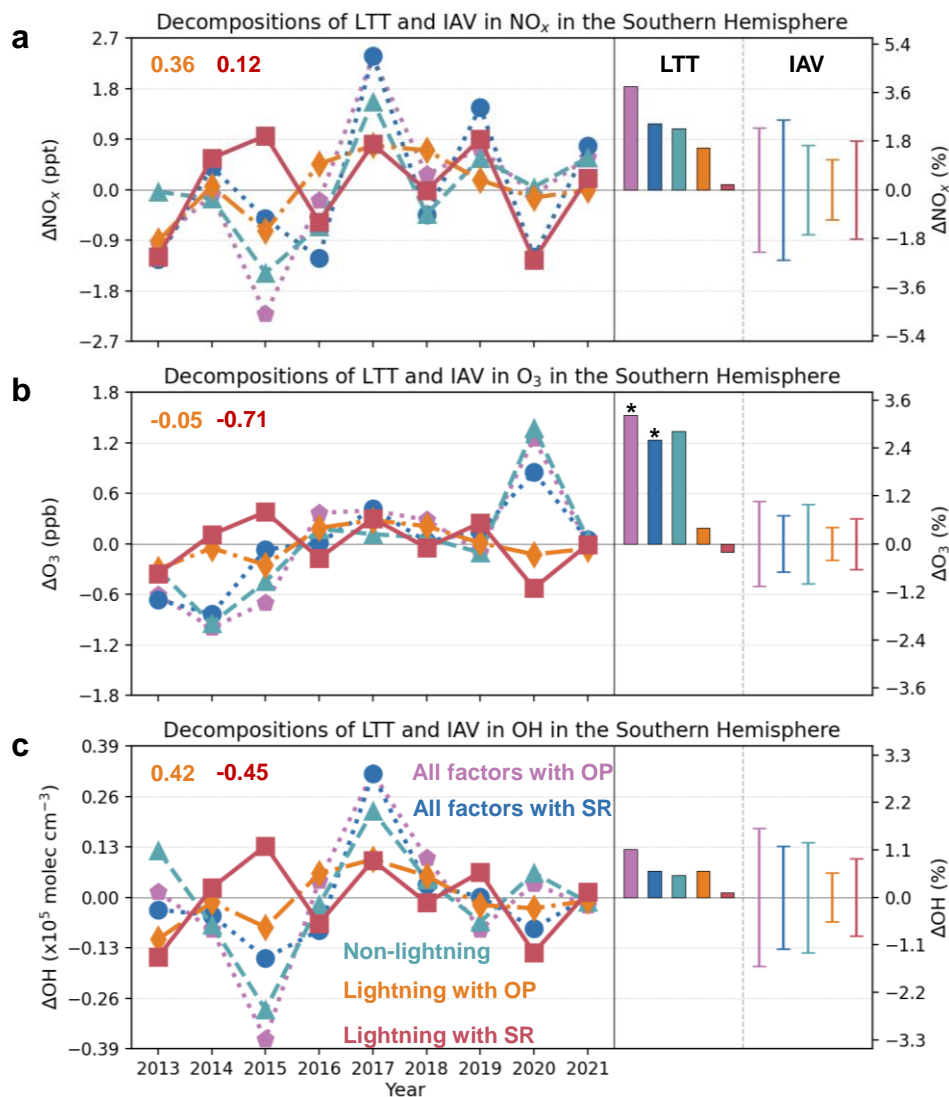 Decompositions of LTT and IAV in NOₓ in the Southern Hemisphere
a
2.7
1.8
0.9
0.0
−0.9
−1.8
−2.7
ΔNOₓ (ppt)
0.36 0.12
LTT IAV
5.4
3.6
1.8
0.0
−1.8
−3.6
−5.4
ΔNOₓ (%)
Decompositions of LTT and IAV in O₃ in the Southern Hemisphere
b
1.8
1.2
0.6
0.0
−0.6
−1.2
−1.8
ΔO₃ (ppb)
-0.05 -0.71
* *
3.6
2.4
1.2
0.0
−1.2
−2.4
−3.6
ΔO₃ (%)
Decompositions of LTT and IAV in OH in the Southern Hemisphere
c
0.39
0.26
0.13
0.00
−0.13
−0.26
−0.39
ΔOH (x10⁵ molec cm⁻³)
0.42 -0.45
All factors with OP
All factors with SR
Non-lightning
Lightning with OP
Lightning with SR
3.3
2.2
1.1
0.0
−1.1
−2.2
−3.3
ΔOH (%)
2013 2014 2015 2016 2017 2018 2019 2020 2021
Year